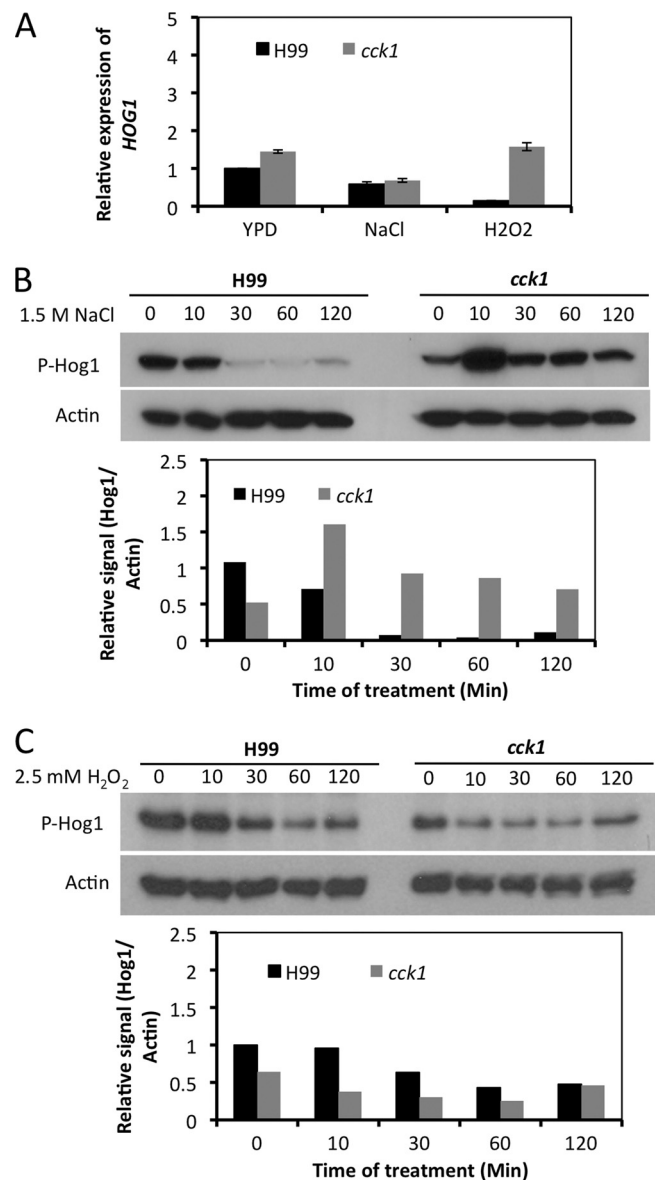 A
Relative expression of
HOG1
5
4
3
2
1
0
H99 cck1
YPD NaCl H2O2
B
H99 cck1
1.5 M NaCl 0 10 30 60 120 0 10 30 60 120
P-Hog1
Actin
Relative signal (Hog1/
Actin)
2.5
2
1.5
1
0.5
0
H99 cck1
0 10 30 60 120
Time of treatment (Min)
C
H99 cck1
2.5 mM H₂O₂ 0 10 30 60 120 0 10 30 60 120
P-Hog1
Actin
Relative signal (Hog1/
Actin)
2.5
2
1.5
1
0.5
0
H99 cck1
0 10 30 60 120
Time of treatment (Min)